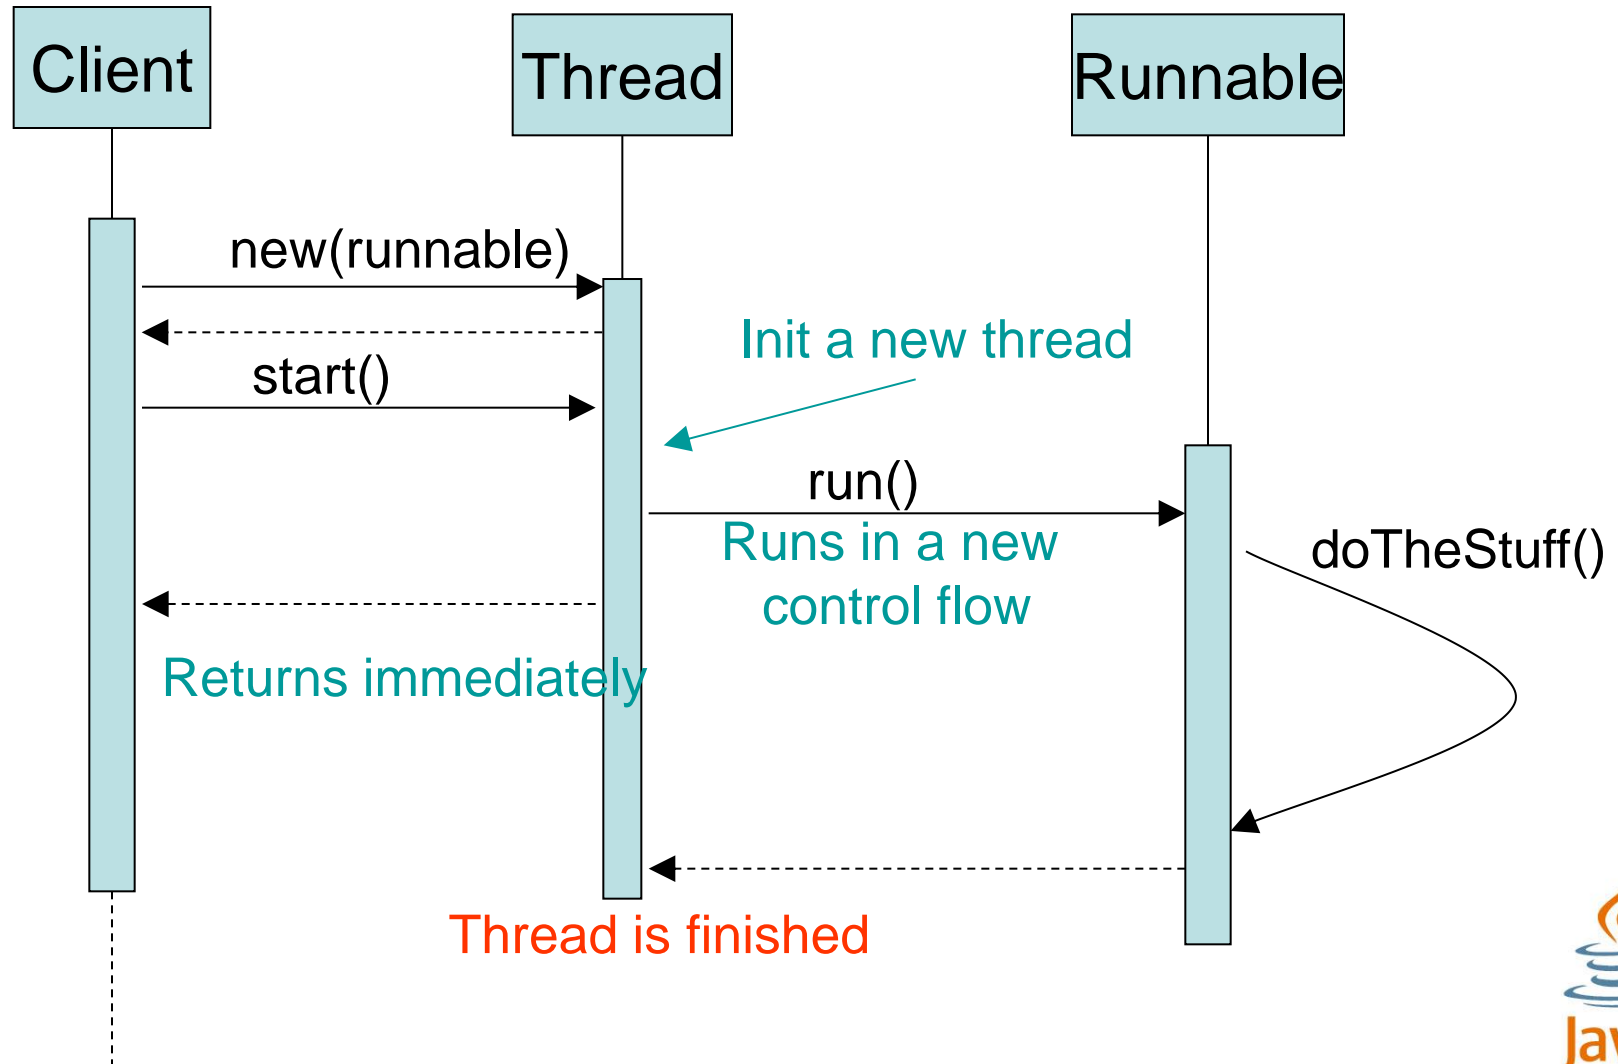 Client
Thread
Runnable
new(runnable)
Init a new thread
start()
run()
Runs in a new
control flow
doTheStuff()
Returns immediately
Thread is finished